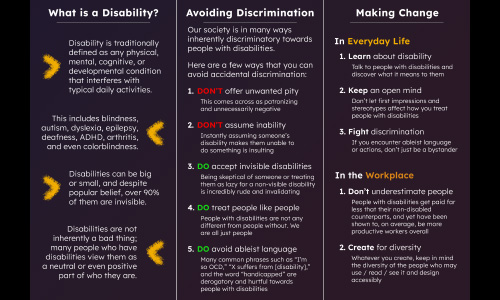 What is a Disability?
Disability is traditionally
defined as any physical,
mental, cognitive, or
developmental condition
that interferes with
typical daily activities.
This includes blindness,
autism, dyslexia, epilepsy,
deafness, ADHD, arthritis,
and even colorblindness.
Disabilities can be big
or small, and despite
popular belief, over 90%
of them are invisible.
Disabilities are not
inherently a bad thing;
many people who have
disabilities view them as
a neutral or even positive
part of who they are.
Avoiding Discrimination
Our society is in many ways
inherently discriminatory towards
people with disabilities.
Here are a few ways that you can
avoid accidental discrimination:
1. DON'T offer unwanted pity
This comes across as patronizing
and unnecessarily negative
2. DON'T assume inability
Instantly assuming someone's
disability makes them unable to
do something is insulting
3. DO accept invisible disabilities
Being skeptical of someone or treating
them as lazy for a non-visible disability
is incredibly rude and invalidating
4. DO treat people like people
People with disabilities are not any
different from people without. We
are all just people
5. DO avoid ableist language
Many common phrases such as "I'm
so OCD," "X suffers from [disability],"
and the word "handicapped" are
derogatory and hurtful towards
people with disabilities
Making Change
In Everyday Life
1. Learn about disability
Talk to people with disabilities and
discover what it means to them
2. Keep an open mind
Don't let first impressions and
stereotypes affect how you treat
people with disabilities
3. Fight discrimination
If you encounter ableist language
or actions, don't just be a bystander
In the Workplace
1. Don't underestimate people
People with disabilities get paid far
less that their non-disabled
counterparts, and yet have been
shown to, on average, be more
productive workers overall
2. Create for diversity
Whatever you create, keep in mind
the diversity of the people who may
use / read / see it and design
accessibly